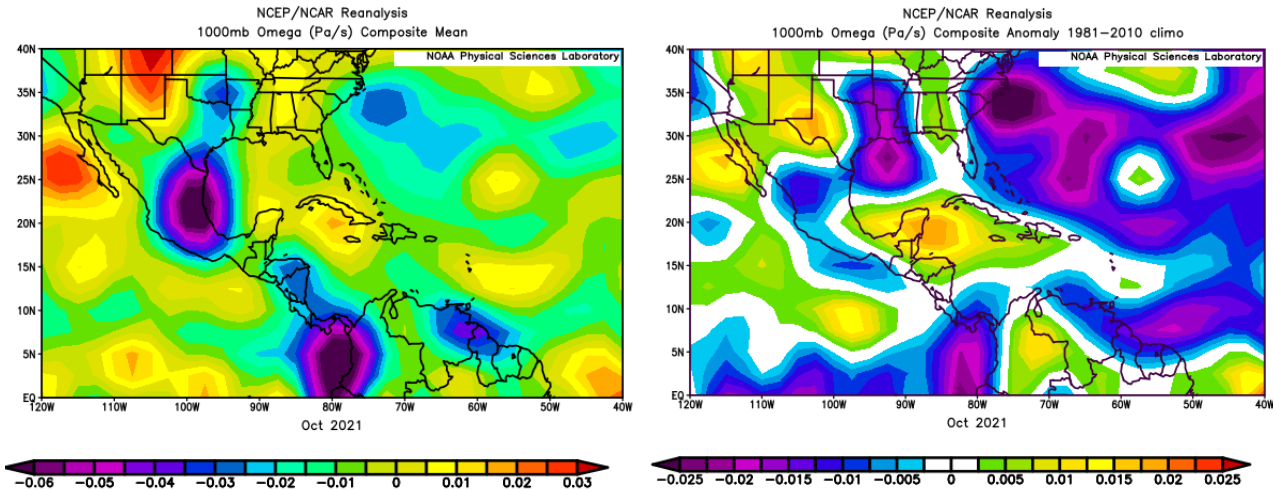 NCEP/NCAR Reanalysis
1000mb Omega (Pa/s) Composite Mean
NOAA Physical Sciences Laboratory
40N
35N
30N
25N
20N
15N
10N
5N
EQ
120W 110W 100W 90W 80W 70W 60W 50W 40W
Oct 2021
-0.06 -0.05 -0.04 -0.03 -0.02 -0.01 0 0.01 0.02 0.03
NCEP/NCAR Reanalysis
1000mb Omega (Pa/s) Composite Anomaly 1981-2010 climo
NOAA Physical Sciences Laboratory
40N
35N
30N
25N
20N
15N
10N
5N
EQ
120W 110W 100W 90W 80W 70W 60W 50W 40W
Oct 2021
-0.025 -0.02 -0.015 -0.01 -0.005 0 0.005 0.01 0.015 0.02 0.025